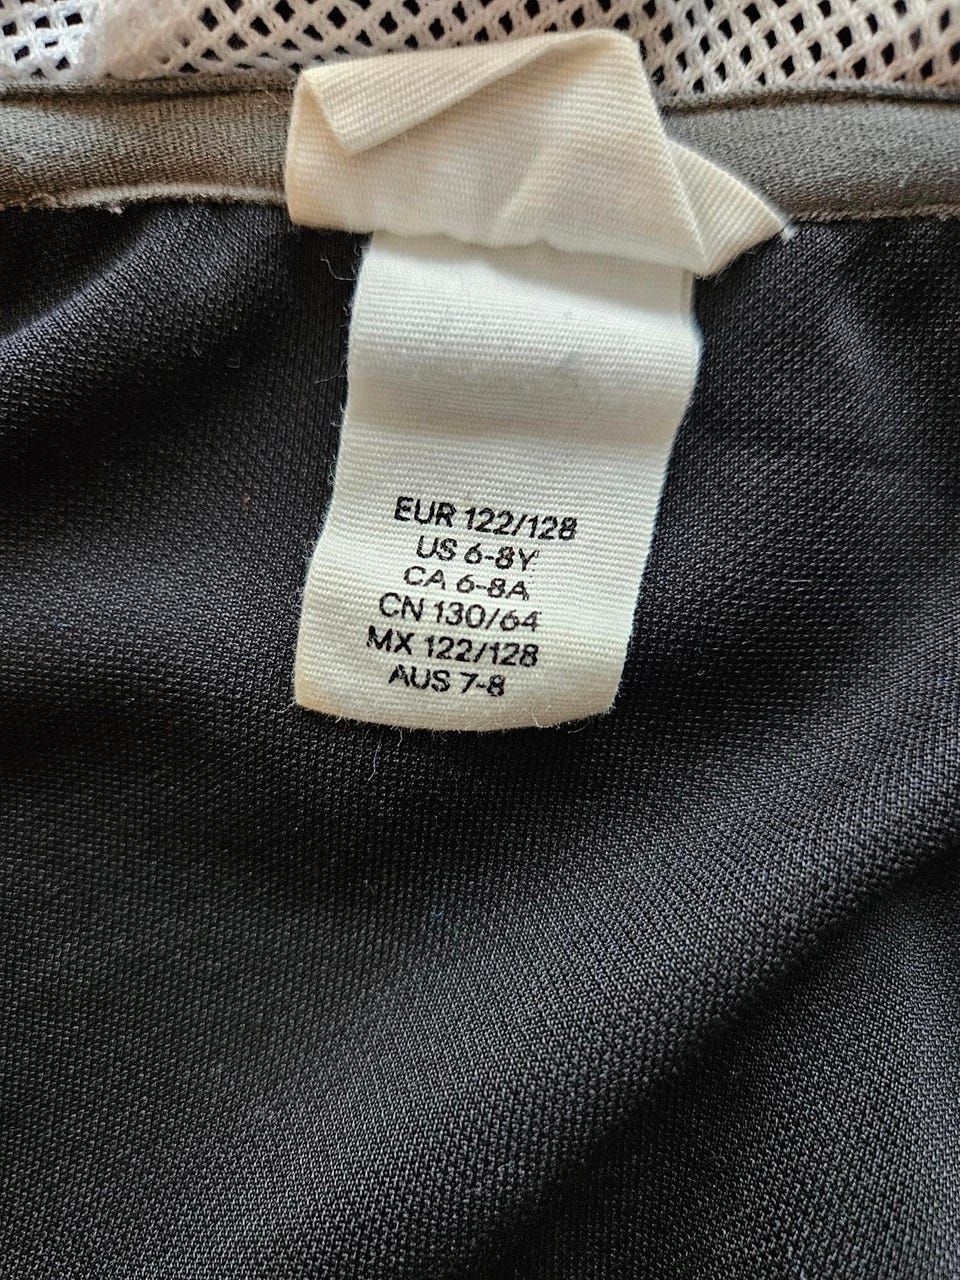 EUR 122/128
US 6-8Y
CA 6-8A
CN 130/64
MX 122/128
AUS 7-8